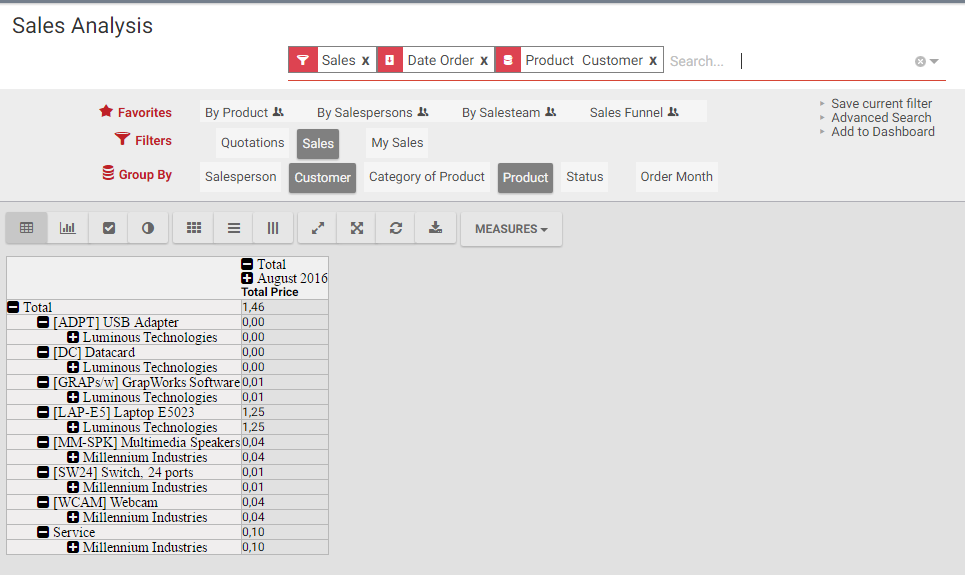 Sales Analysis
Sales x Date Order x Product Customer x Search...
Favorites By Product By Salespersons By Salesteam Sales Funnel
Save current filter
Advanced Search
Add to Dashboard
Filters Quotations Sales My Sales
Group By Salesperson Customer Category of Product Product Status Order Month
MEASURES
Total
August 2016
Total Price
Total 1,46
[ADPT] USB Adapter 0,00
Luminous Technologies 0,00
[DC] Datacard 0,00
Luminous Technologies 0,00
[GRAPs/w] GrapWorks Software 0,01
Luminous Technologies 0,01
[LAP-E5] Laptop E5023 1,25
Luminous Technologies 1,25
[MM-SPK] Multimedia Speakers 0,04
Millennium Industries 0,04
[SW24] Switch, 24 ports 0,01
Millennium Industries 0,01
[WCAM] Webcam 0,04
Millennium Industries 0,04
Service 0,10
Millennium Industries 0,10